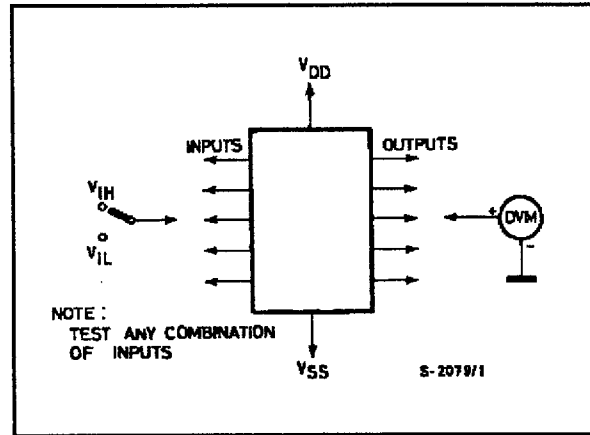 VDD
INPUTS
OUTPUTS
VIH
VIL
+
DVM
-
NOTE :
TEST ANY COMBINATION
OF INPUTS
VSS
S-2079/1